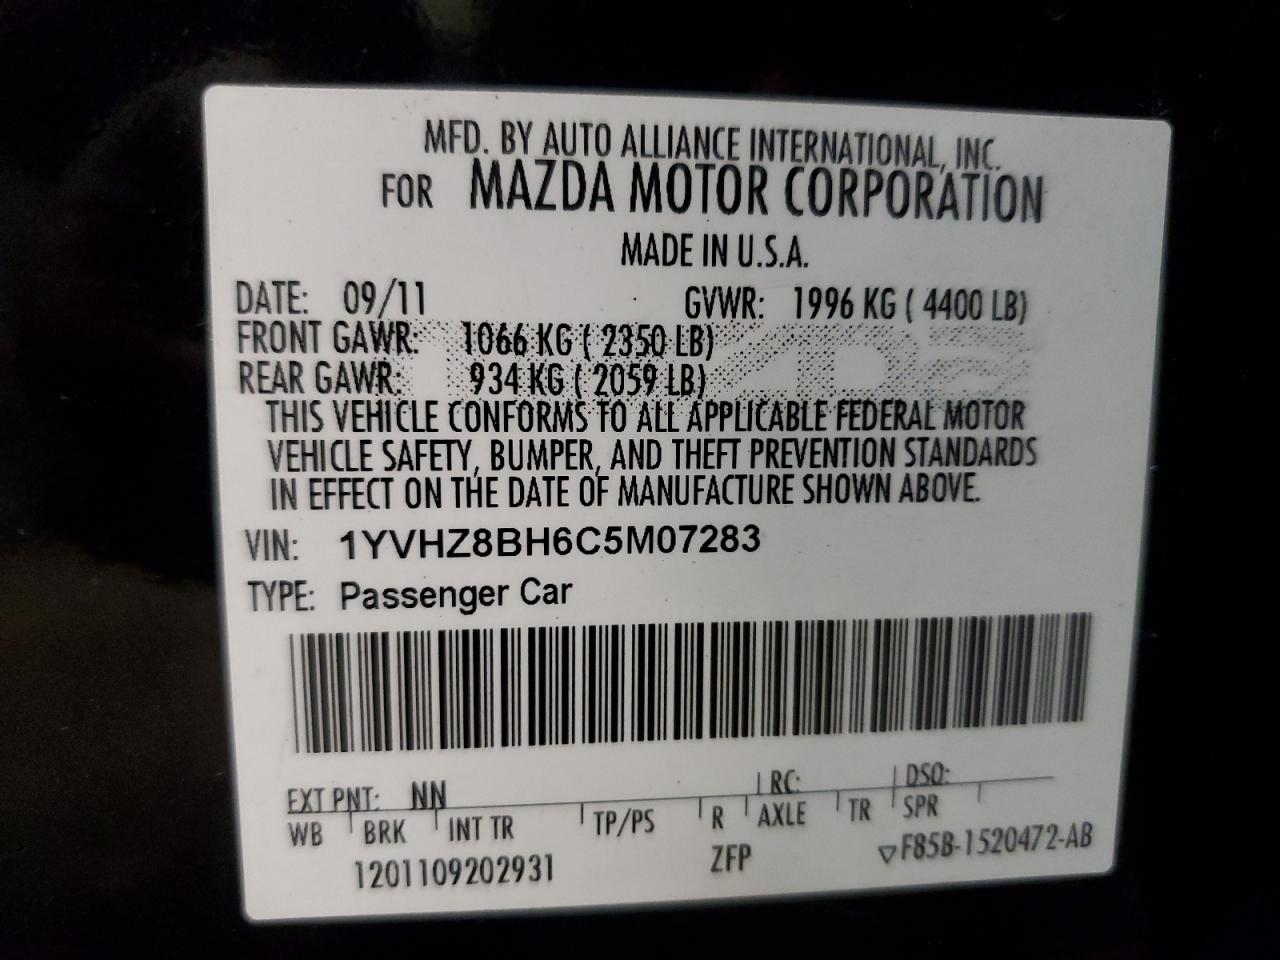 MFD. BY AUTO ALLIANCE INTERNATIONAL, INC.
FOR MAZDA MOTOR CORPORATION
MADE IN U.S.A.
DATE: 09/11 GVWR: 1996 KG ( 4400 LB)
FRONT GAWR: 1066 KG ( 2350 LB)
REAR GAWR: 934 KG ( 2059 LB)
THIS VEHICLE CONFORMS TO ALL APPLICABLE FEDERAL MOTOR
VEHICLE SAFETY, BUMPER, AND THEFT PREVENTION STANDARDS
IN EFFECT ON THE DATE OF MANUFACTURE SHOWN ABOVE.
VIN: 1YVHZ8BH6C5M07283
TYPE: Passenger Car
EXT PNT: NN RC: DSO:
WB BRK INT TR TP/PS R AXLE TR SPR
1201109202931 ZFP ▽F85B-1520472-AB